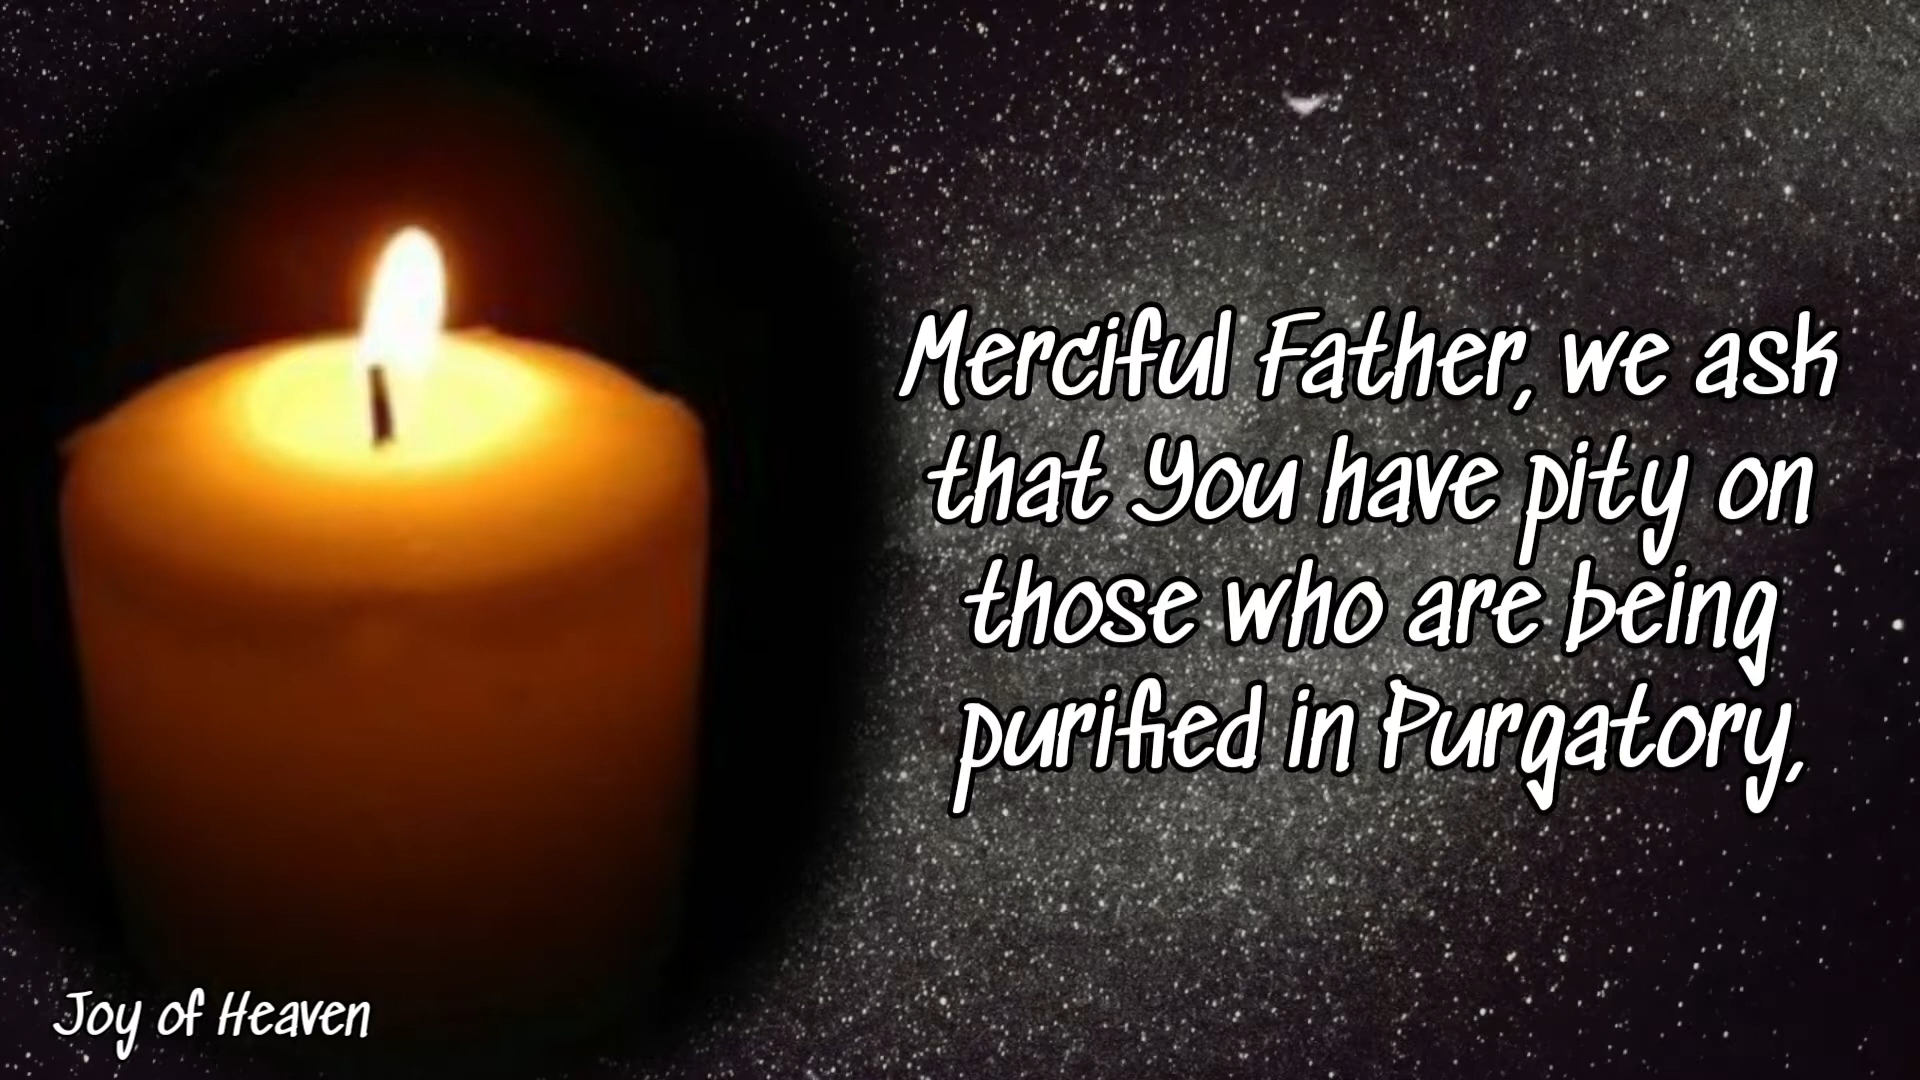 Merciful Father, we ask
that You have pity on
those who are being
purified in Purgatory,
Joy of Heaven